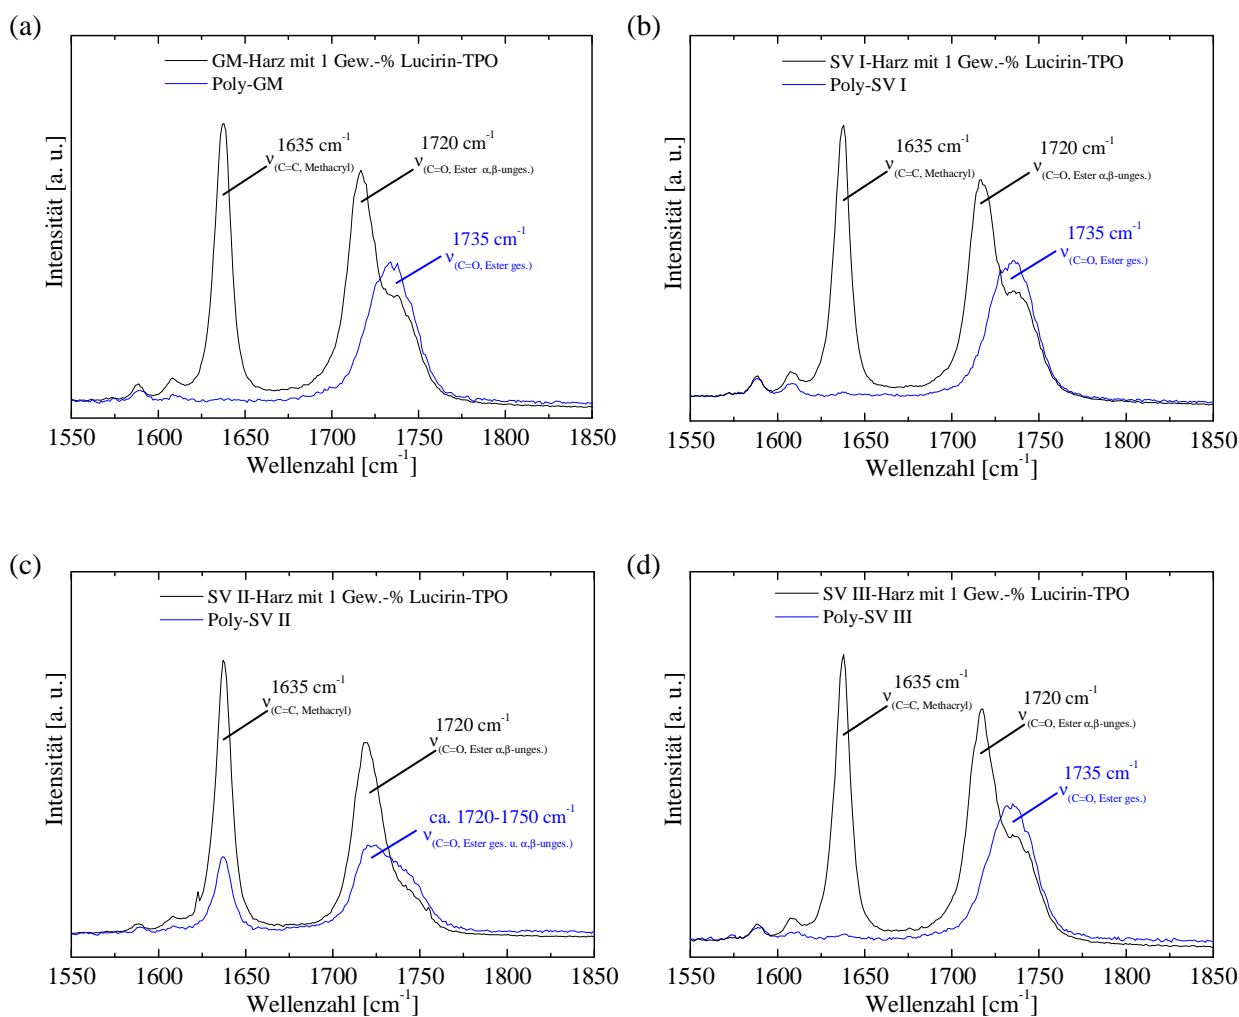 (a)
GM-Harz mit 1 Gew.-% Lucirin-TPO
Poly-GM
1635 cm⁻¹
ν(C=C, Methacryl)
1720 cm⁻¹
ν(C=O, Ester α,β-unges.)
1735 cm⁻¹
ν(C=O, Ester ges.)
Intensität [a. u.]
1550 1600 1650 1700 1750 1800 1850
Wellenzahl [cm⁻¹]
(b)
SV I-Harz mit 1 Gew.-% Lucirin-TPO
Poly-SV I
1635 cm⁻¹
ν(C=C, Methacryl)
1720 cm⁻¹
ν(C=O, Ester α,β-unges.)
1735 cm⁻¹
ν(C=O, Ester ges.)
Intensität [a. u.]
1550 1600 1650 1700 1750 1800 1850
Wellenzahl [cm⁻¹]
(c)
SV II-Harz mit 1 Gew.-% Lucirin-TPO
Poly-SV II
1635 cm⁻¹
ν(C=C, Methacryl)
1720 cm⁻¹
ν(C=O, Ester α,β-unges.)
ca. 1720-1750 cm⁻¹
ν(C=O, Ester ges. u. α,β-unges.)
Intensität [a. u.]
1550 1600 1650 1700 1750 1800 1850
Wellenzahl [cm⁻¹]
(d)
SV III-Harz mit 1 Gew.-% Lucirin-TPO
Poly-SV III
1635 cm⁻¹
ν(C=C, Methacryl)
1720 cm⁻¹
ν(C=O, Ester α,β-unges.)
1735 cm⁻¹
ν(C=O, Ester ges.)
Intensität [a. u.]
1550 1600 1650 1700 1750 1800 1850
Wellenzahl [cm⁻¹]